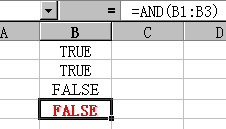 = =AND(B1:B3)
A B C D
TRUE
TRUE
FALSE
FALSE